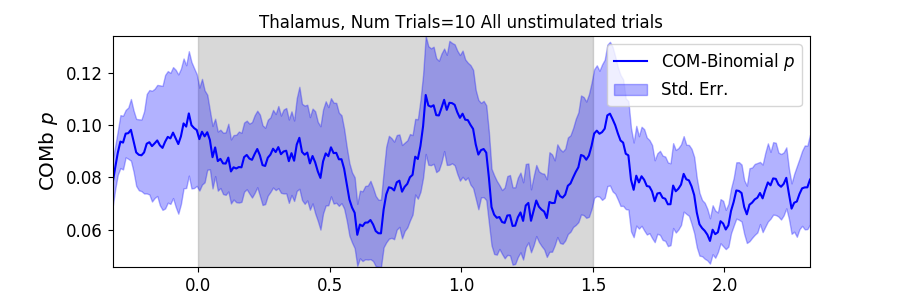 Thalamus, Num Trials=10 All unstimulated trials
COMb p
0.12
0.10
0.08
0.06
COM-Binomial p
Std. Err.
0.0 0.5 1.0 1.5 2.0